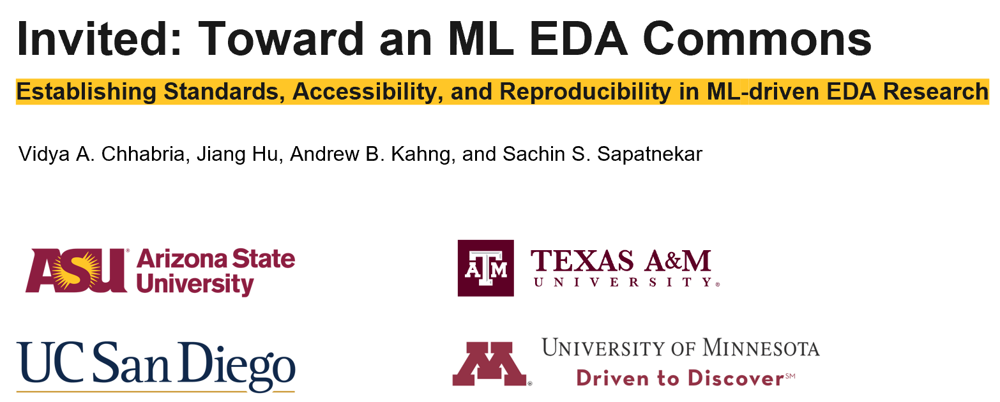 Invited: Toward an ML EDA Commons
Establishing Standards, Accessibility, and Reproducibility in ML-driven EDA Research
Vidya A. Chhabria, Jiang Hu, Andrew B. Kahng, and Sachin S. Sapatnekar
ASU® Arizona State
University
ATM TEXAS A&M
UNIVERSITY®
UC San Diego
M® UNIVERSITY OF MINNESOTA
Driven to Discover℠